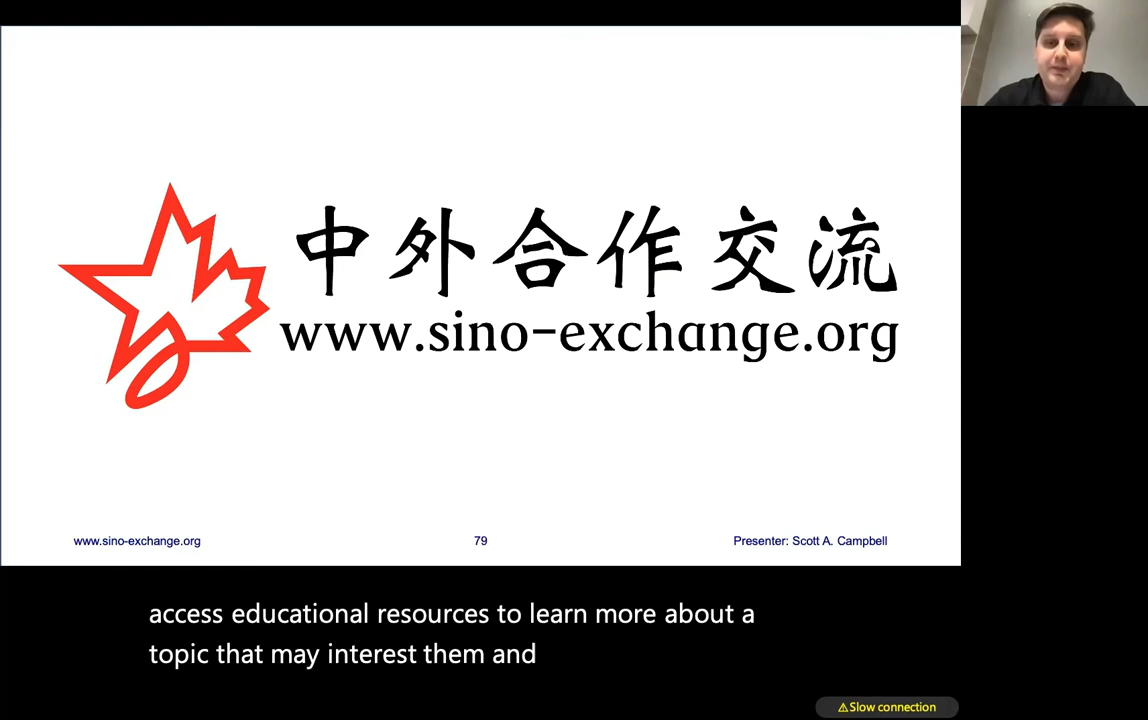 中外合作交流
www.sino-exchange.org
www.sino-exchange.org
79
Presenter: Scott A. Campbell
access educational resources to learn more about a
topic that may interest them and
⚠Slow connection